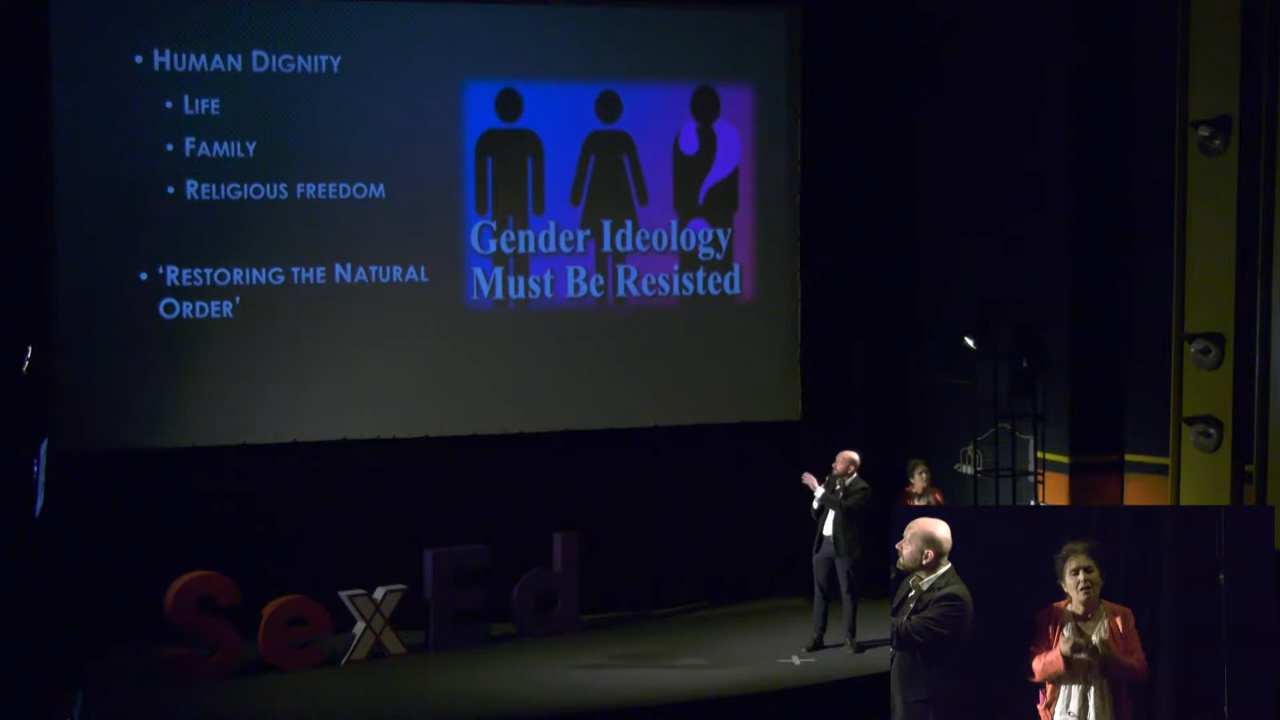 • Human Dignity
• Life
• Family
• Religious freedom
• ‘Restoring the Natural
Order’
Gender Ideology
Must Be Resisted
SexEd